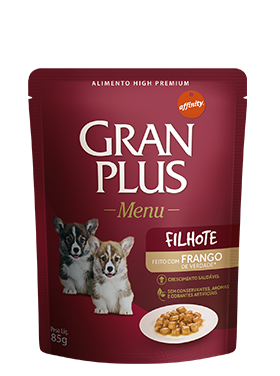 ALIMENTO HIGH PREMIUM
affinity
GRAN
PLUS
Menu
FILHOTE
FEITO COM FRANGO
DE VERDADE*
CRESCIMENTO SAUDÁVEL
SEM CONSERVANTES, AROMAS
E CORANTES ARTIFICIAIS
Peso Líq.
85g